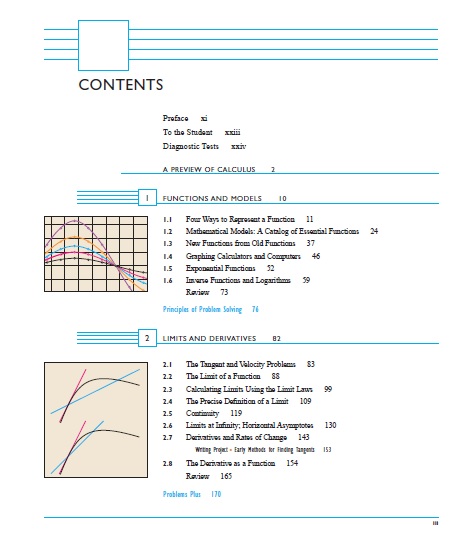 CONTENTS
Preface xi
To the Student xxiii
Diagnostic Tests xxiv
A PREVIEW OF CALCULUS 2
1 FUNCTIONS AND MODELS 10
1.1 Four Ways to Represent a Function 11
1.2 Mathematical Models: A Catalog of Essential Functions 24
1.3 New Functions from Old Functions 37
1.4 Graphing Calculators and Computers 46
1.5 Exponential Functions 52
1.6 Inverse Functions and Logarithms 59
Review 73
Principles of Problem Solving 76
2 LIMITS AND DERIVATIVES 82
2.1 The Tangent and Velocity Problems 83
2.2 The Limit of a Function 88
2.3 Calculating Limits Using the Limit Laws 99
2.4 The Precise Definition of a Limit 109
2.5 Continuity 119
2.6 Limits at Infinity; Horizontal Asymptotes 130
2.7 Derivatives and Rates of Change 143
Writing Project • Early Methods for Finding Tangents 153
2.8 The Derivative as a Function 154
Review 165
Problems Plus 170
iii